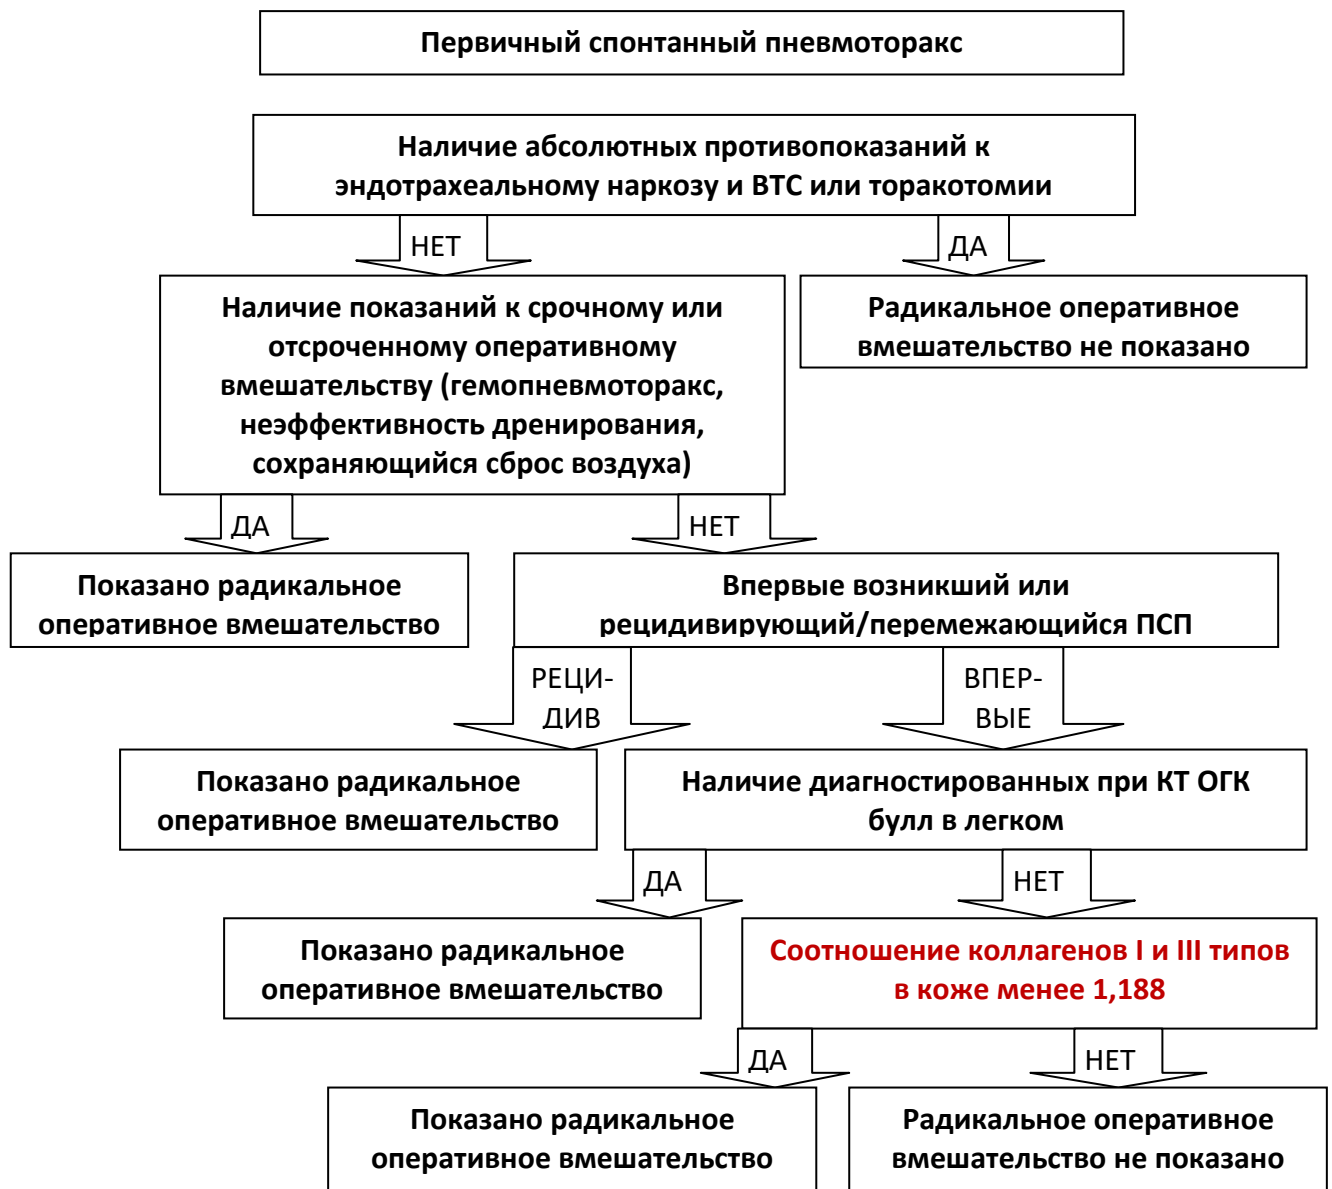 Первичный спонтанный пневмоторакс
Наличие абсолютных противопоказаний к
эндотрахеальному наркозу и ВТС или торакотомии
НЕТ
ДА
Наличие показаний к срочному или
отсроченному оперативному
вмешательству (гемопневмоторакс,
неэффективность дренирования,
сохраняющийся сброс воздуха)
Радикальное оперативное
вмешательство не показано
ДА
НЕТ
Показано радикальное
оперативное вмешательство
Впервые возникший или
рецидивирующий/перемежающийся ПСП
РЕЦИ-
ДИВ
ВПЕР-
ВЫЕ
Показано радикальное
оперативное вмешательство
Наличие диагностированных при КТ ОГК
булл в легком
ДА
НЕТ
Показано радикальное
оперативное вмешательство
Соотношение коллагенов I и III типов
в коже менее 1,188
ДА
НЕТ
Показано радикальное
оперативное вмешательство
Радикальное оперативное
вмешательство не показано